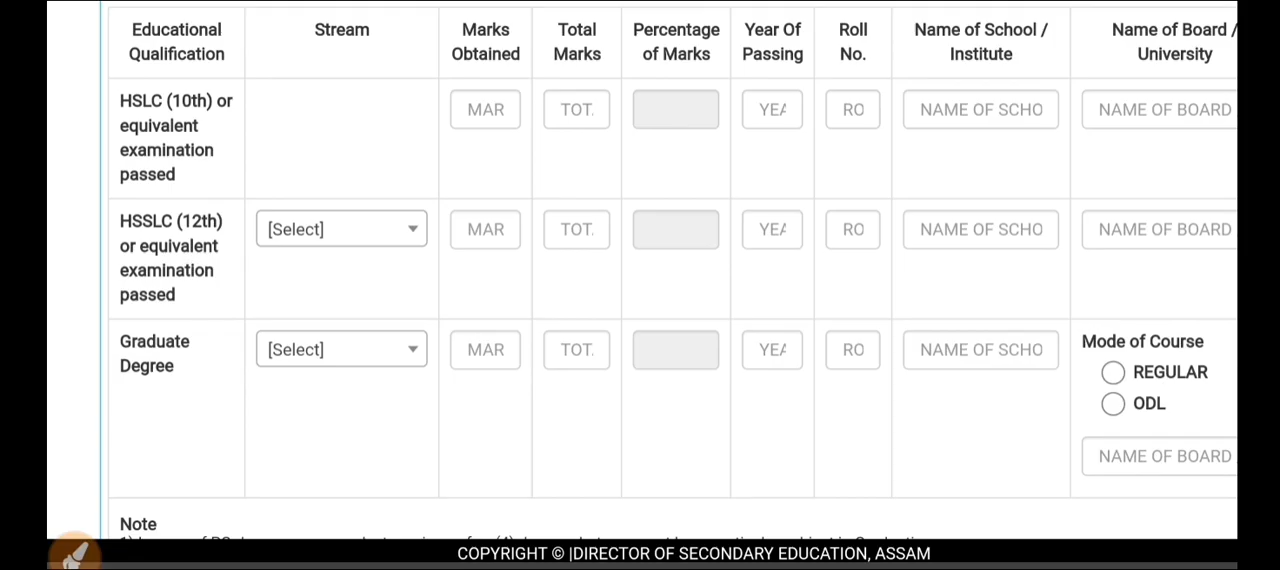 Educational
Qualification
Stream
Marks
Obtained
Total
Marks
Percentage
of Marks
Year Of
Passing
Roll
No.
Name of School /
Institute
Name of Board /
University
HSLC (10th) or
equivalent
examination
passed
MAR
TOT.
YEA
RO
NAME OF SCHO
NAME OF BOARD
HSSLC (12th)
or equivalent
examination
passed
[Select]
MAR
TOT.
YEA
RO
NAME OF SCHO
NAME OF BOARD
Graduate
Degree
[Select]
MAR
TOT.
YEA
RO
NAME OF SCHO
Mode of Course
REGULAR
ODL
NAME OF BOARD
Note
COPYRIGHT © |DIRECTOR OF SECONDARY EDUCATION, ASSAM